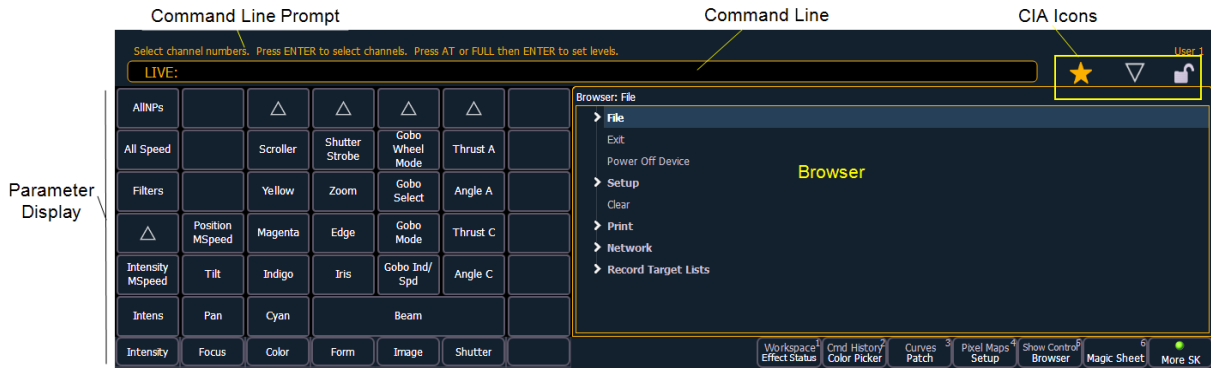 Command Line Prompt
Command Line
CIA Icons
Select channel numbers. Press ENTER to select channels. Press AT or FULL then ENTER to set levels.
User 1
LIVE:
Parameter Display
AllNPs
All Speed
Scroller
Shutter Strobe
Gobo Wheel Mode
Thrust A
Filters
Yellow
Zoom
Gobo Select
Angle A
Position MSpeed
Magenta
Edge
Gobo Mode
Thrust C
Intensity MSpeed
Tilt
Indigo
Iris
Gobo Ind/ Spd
Angle C
Intens
Pan
Cyan
Beam
Intensity
Focus
Color
Form
Image
Shutter
Browser: File
File
Exit
Power Off Device
Browser
Setup
Clear
Print
Network
Record Target Lists
Workspace 1
Effect Status
Cmd History 2
Color Picker
Curves 3
Patch
Pixel Maps 4
Setup
Show Control 5
Browser
6
Magic Sheet
More SK